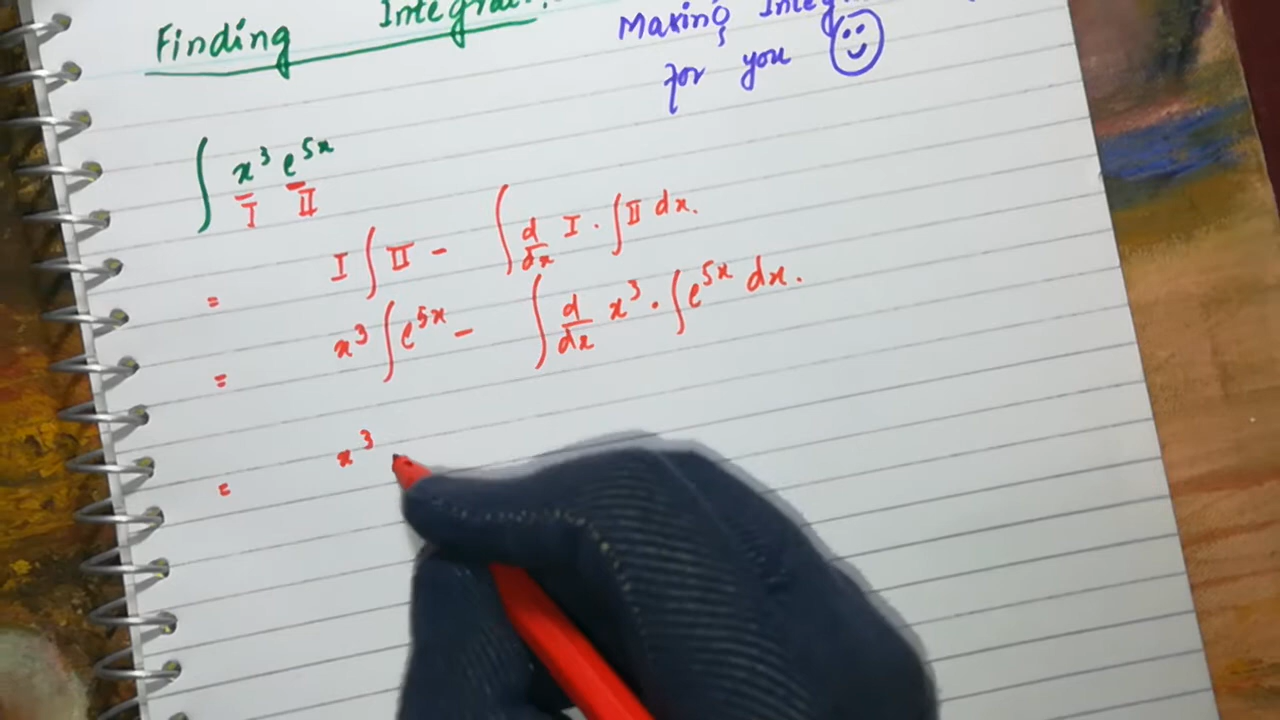 Finding
Making
for you
∫ x³ e⁵ˣ
I II
= I ∫ II - ∫ d/dx I . ∫ II dx.
= x³ ∫ e⁵ˣ - ∫ d/dx x³ . ∫ e⁵ˣ dx.
= x³